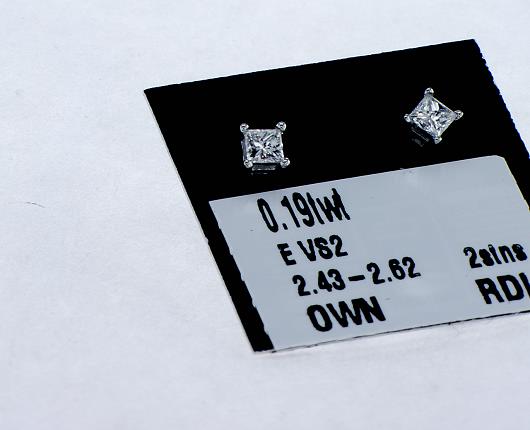 0.19twt
E VS2
2.43-2.62 2stns
OWN RDI